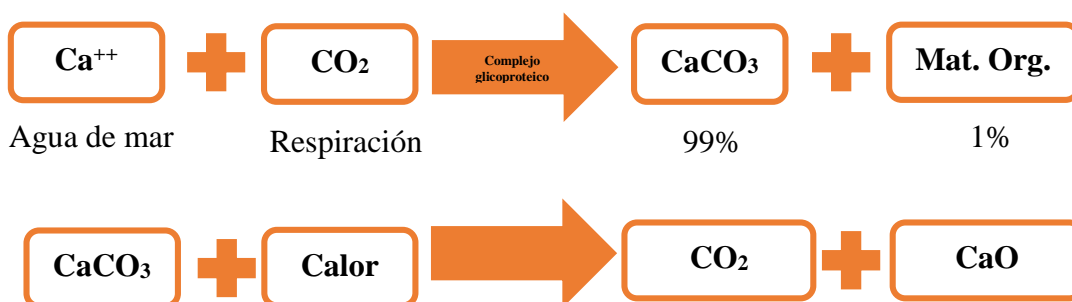 Ca⁺⁺ CO₂ Complejo glicoproteico CaCO₃ Mat. Org.
Agua de mar Respiración 99% 1%
CaCO₃ Calor CO₂ CaO